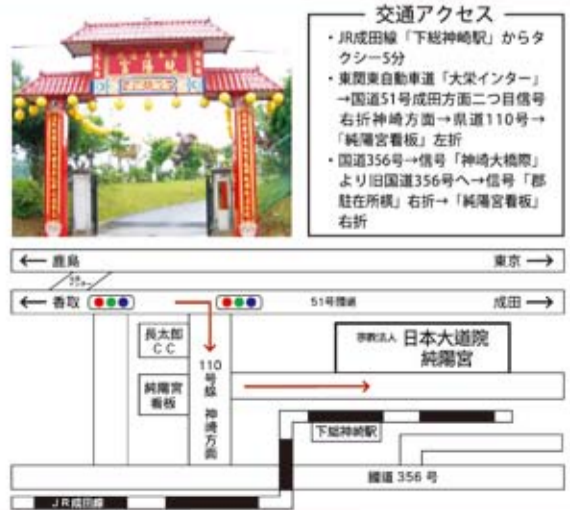 純陽宮
交通アクセス
・JR成田線「下総神崎駅」からタ
クシー5分
・東関東自動車道「大栄インター」
→国道51号成田方面二つ目信号
右折神崎方面→県道110号→
「純陽宮看板」左折
・国道356号→信号「神崎大橋際」
より旧国道356号へ→信号「郡
駐在所横」右折→「純陽宮看板」
右折
← 鹿島
東京 →
← 香取
51号國道
成田 →
長太郎
CC
純陽宮
看板
110号線 神崎方面
宗教法人 日本大道院
純陽宮
下総神崎駅
國道 356 号
JR成田線